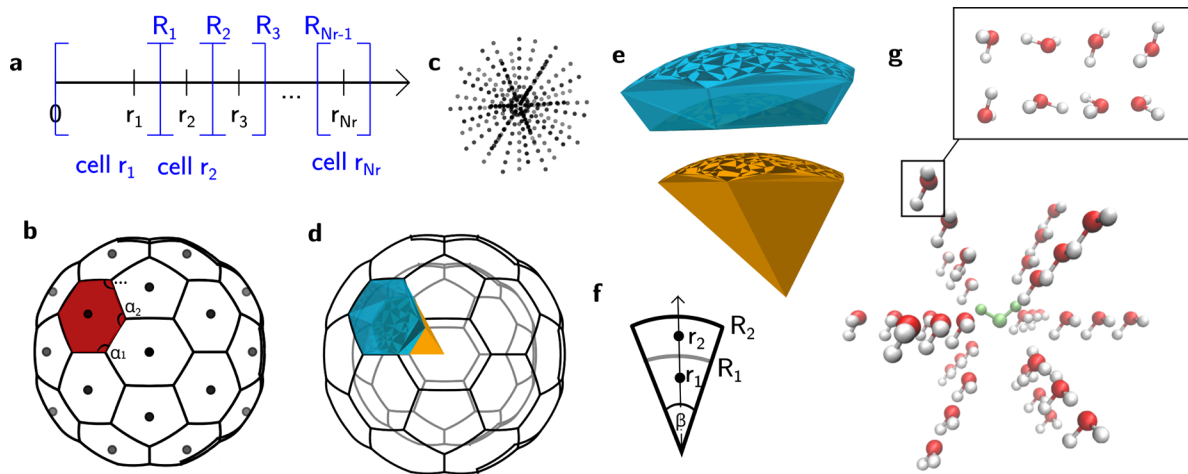 a
R1 R2 R3 RNr-1
0 r1 r2 r3 ... rNr
cell r1 cell r2 cell rNr
b
... α2 α1
c
d
e
f
R2
r2
R1
r1
β
g